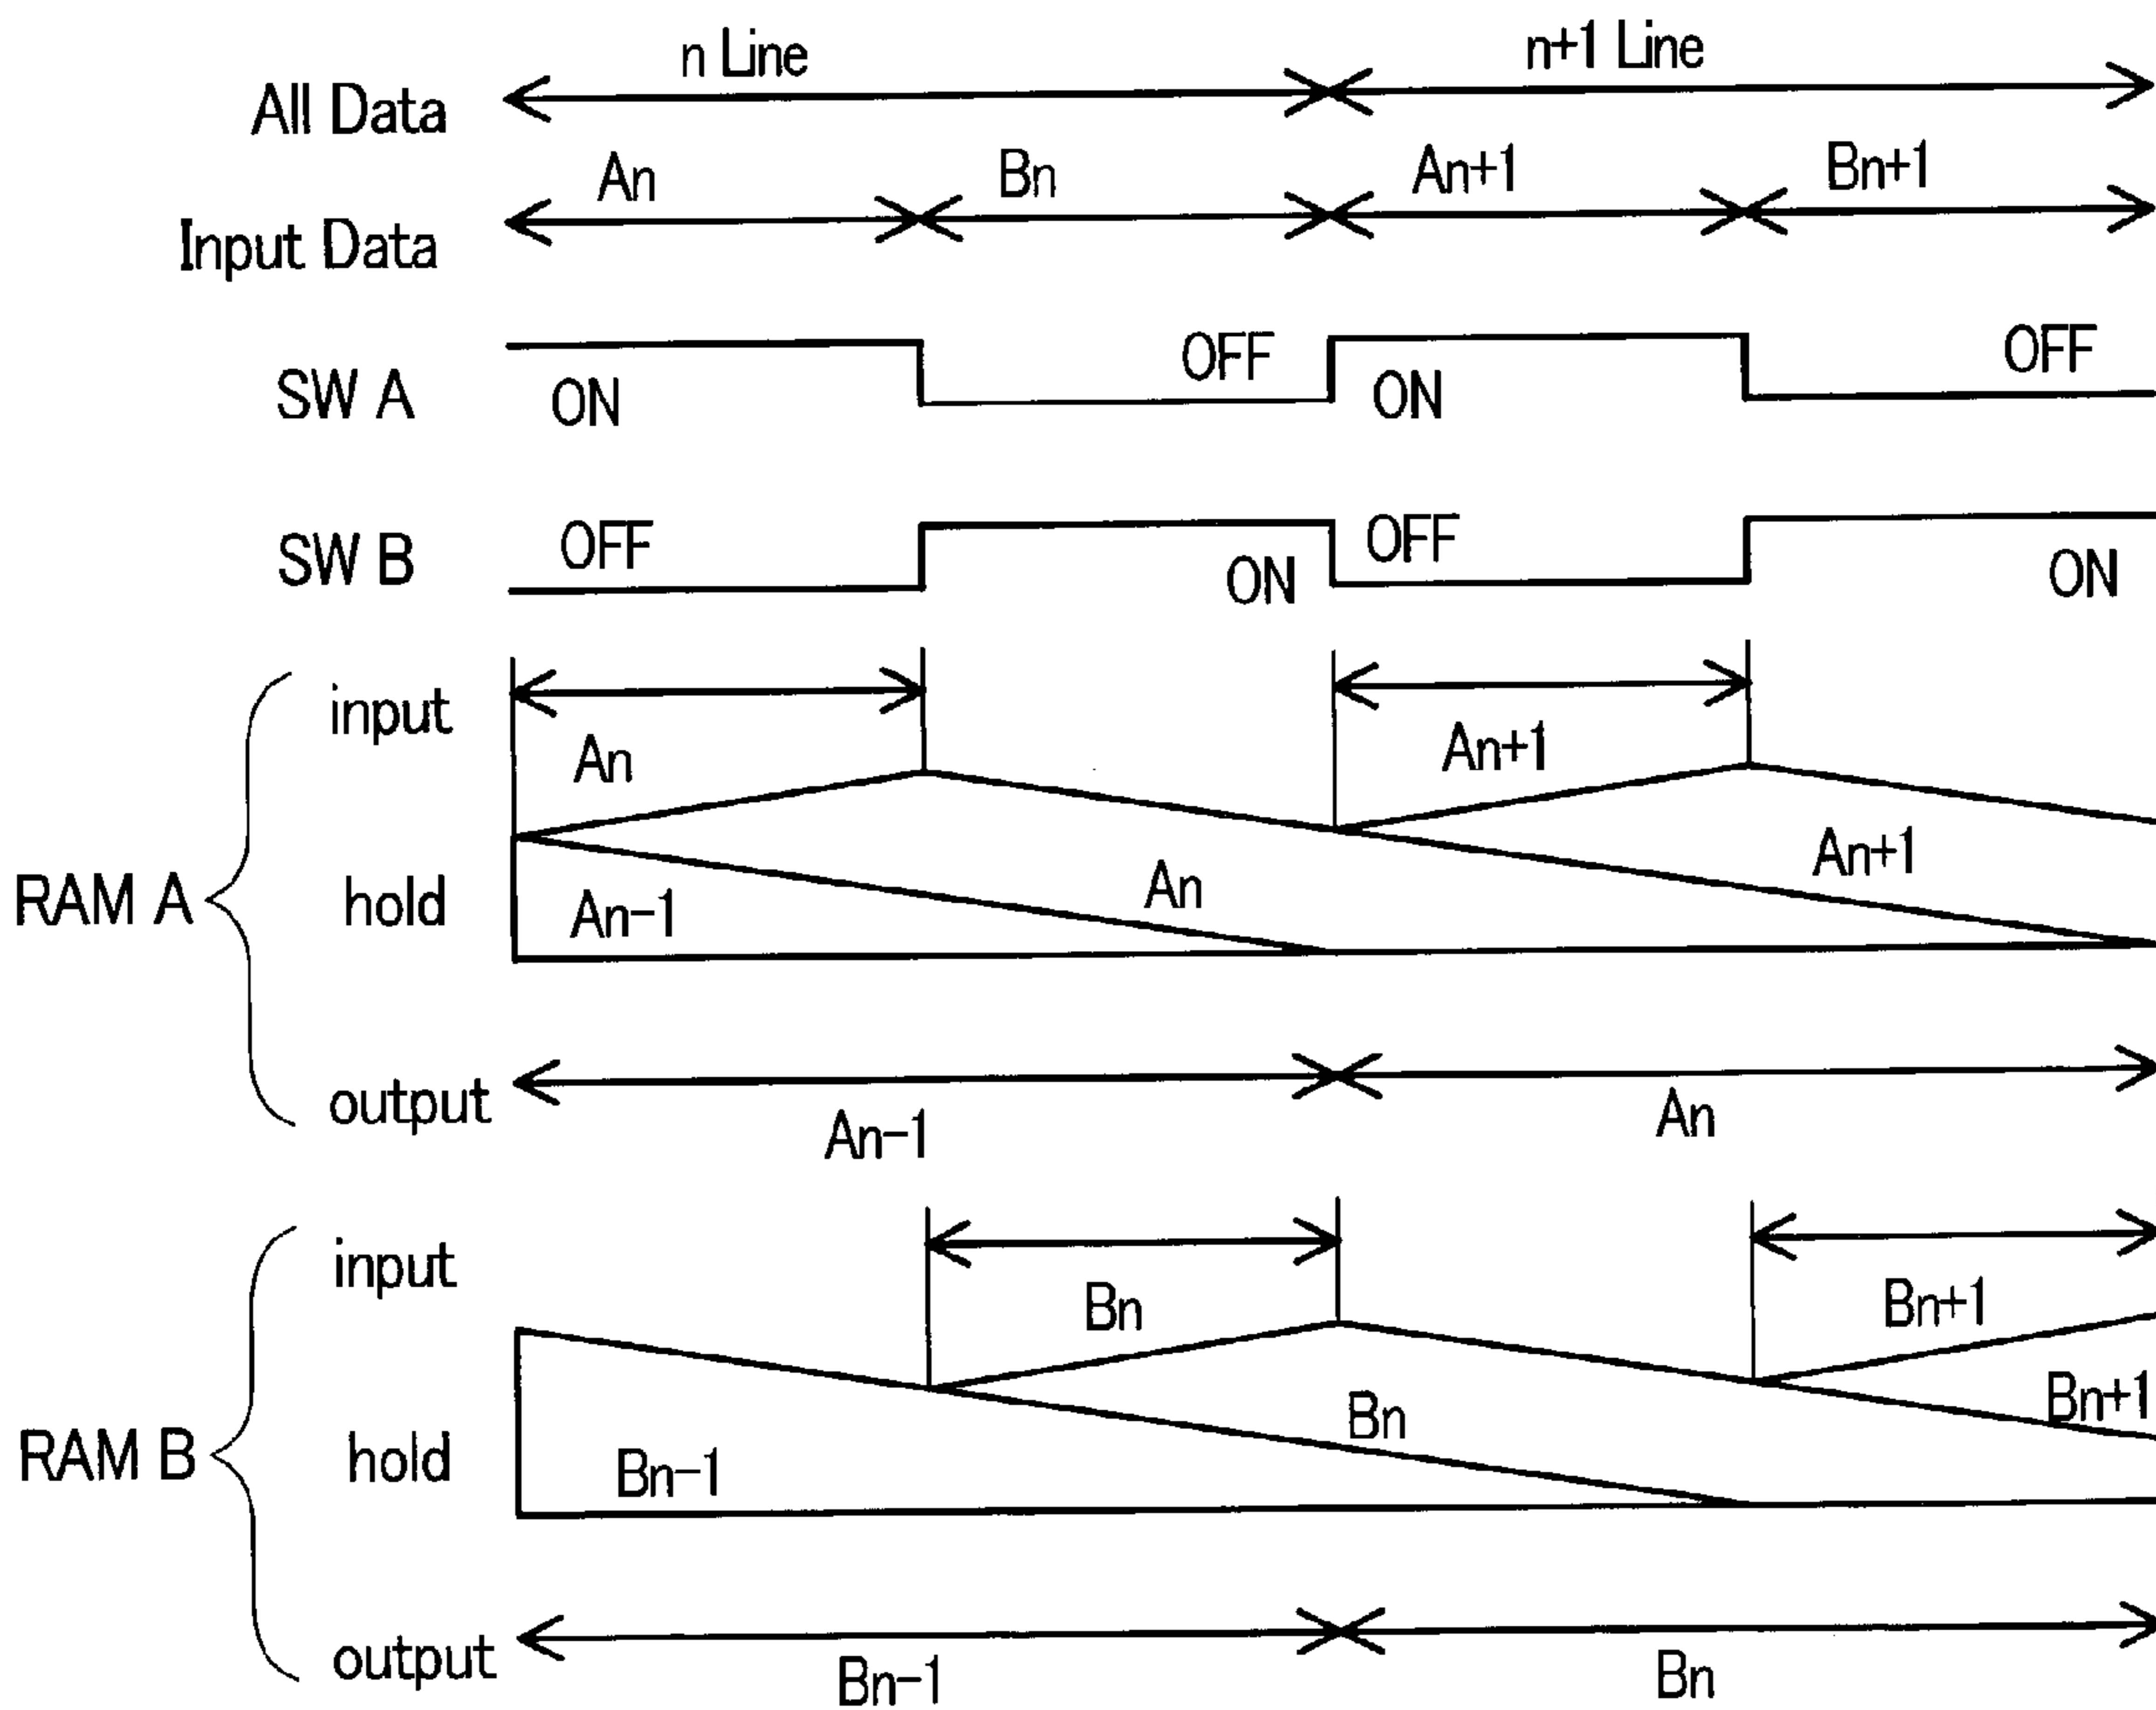 n Line n+1 Line
All Data
An Bn An+1 Bn+1
Input Data
OFF OFF
SW A ON ON
OFF OFF
SW B ON ON
input
An An+1
An An+1
RAM A hold An-1
output
An-1 An
input
Bn Bn+1
Bn Bn+1
RAM B hold Bn-1
output
Bn-1 Bn